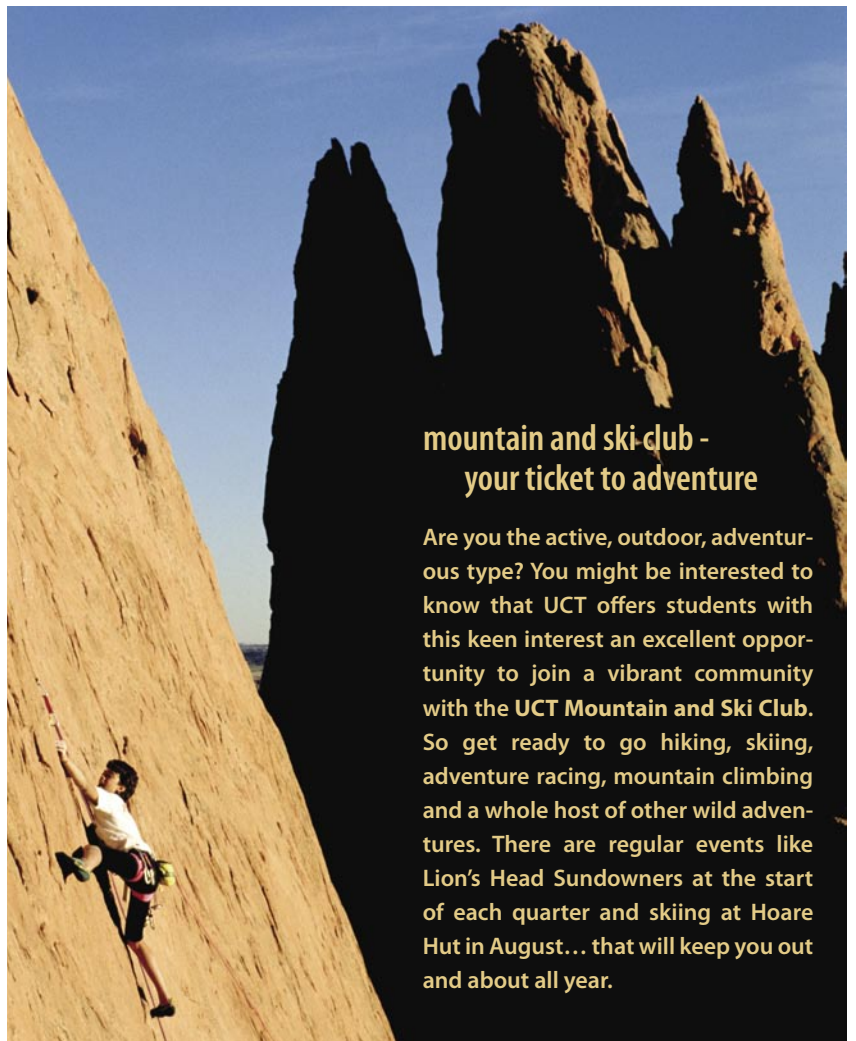 mountain and ski club -
your ticket to adventure
Are you the active, outdoor, adventur-
ous type? You might be interested to
know that UCT offers students with
this keen interest an excellent oppor-
tunity to join a vibrant community
with the UCT Mountain and Ski Club.
So get ready to go hiking, skiing,
adventure racing, mountain climbing
and a whole host of other wild adven-
tures. There are regular events like
Lion's Head Sundowners at the start
of each quarter and skiing at Hoare
Hut in August… that will keep you out
and about all year.